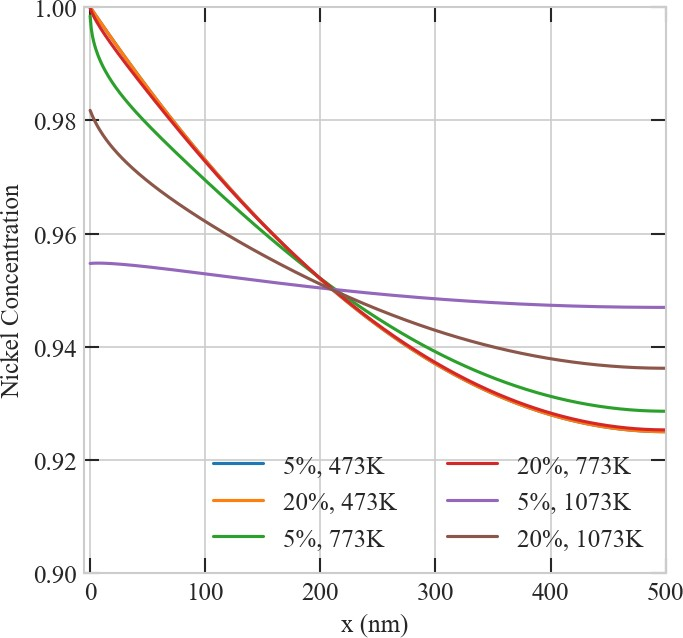 1.00
0.98
0.96
0.94
0.92
0.90
Nickel Concentration
5%, 473K
20%, 473K
5%, 773K
20%, 773K
5%, 1073K
20%, 1073K
0 100 200 300 400 500
x (nm)